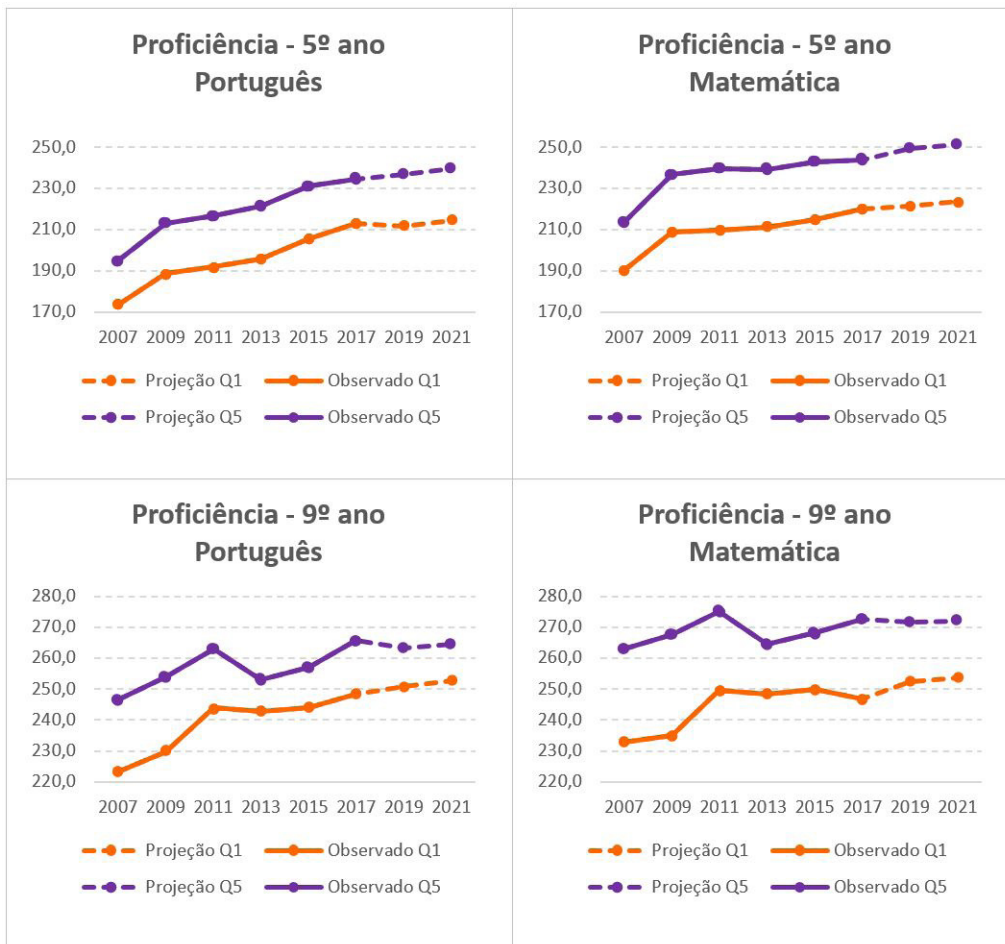 Proficiência - 5º ano
Português
250,0
230,0
210,0
190,0
170,0
2007 2009 2011 2013 2015 2017 2019 2021
Projeção Q1 Observado Q1
Projeção Q5 Observado Q5
Proficiência - 5º ano
Matemática
250,0
230,0
210,0
190,0
170,0
2007 2009 2011 2013 2015 2017 2019 2021
Projeção Q1 Observado Q1
Projeção Q5 Observado Q5
Proficiência - 9º ano
Português
280,0
270,0
260,0
250,0
240,0
230,0
220,0
2007 2009 2011 2013 2015 2017 2019 2021
Projeção Q1 Observado Q1
Projeção Q5 Observado Q5
Proficiência - 9º ano
Matemática
280,0
270,0
260,0
250,0
240,0
230,0
220,0
2007 2009 2011 2013 2015 2017 2019 2021
Projeção Q1 Observado Q1
Projeção Q5 Observado Q5